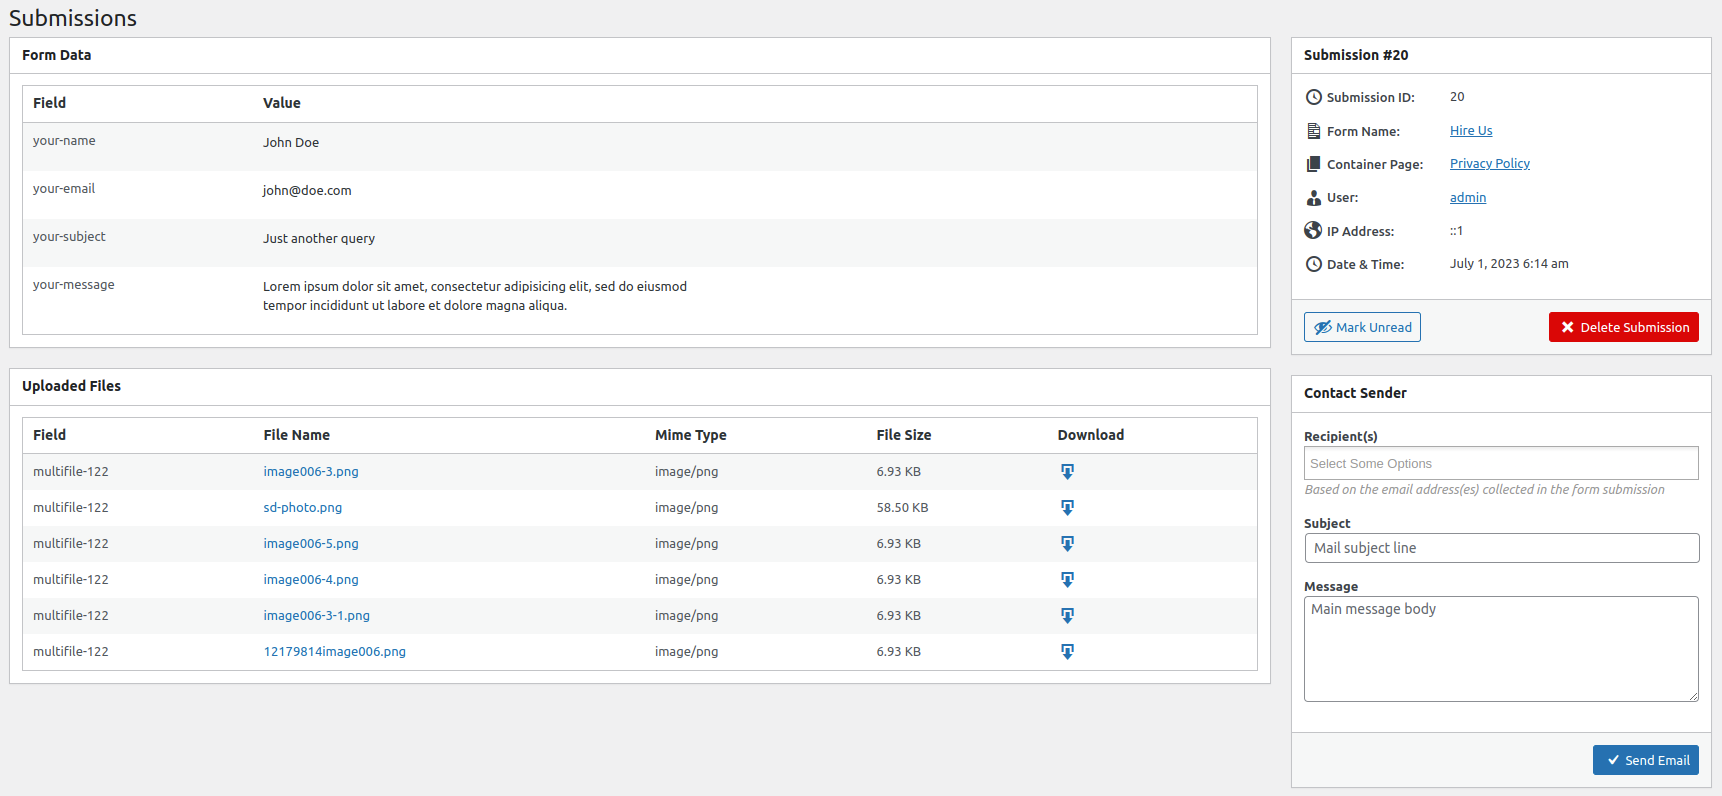 Submissions
Form Data
Field Value
your-name John Doe
your-email john@doe.com
your-subject Just another query
your-message Lorem ipsum dolor sit amet, consectetur adipisicing elit, sed do eiusmod
tempor incididunt ut labore et dolore magna aliqua.
Uploaded Files
Field File Name Mime Type File Size Download
multifile-122 image006-3.png image/png 6.93 KB
multifile-122 sd-photo.png image/png 58.50 KB
multifile-122 image006-5.png image/png 6.93 KB
multifile-122 image006-4.png image/png 6.93 KB
multifile-122 image006-3-1.png image/png 6.93 KB
multifile-122 12179814image006.png image/png 6.93 KB
Submission #20
Submission ID: 20
Form Name: Hire Us
Container Page: Privacy Policy
User: admin
IP Address: ::1
Date & Time: July 1, 2023 6:14 am
Mark Unread Delete Submission
Contact Sender
Recipient(s)
Select Some Options
Based on the email address(es) collected in the form submission
Subject
Mail subject line
Message
Main message body
Send Email